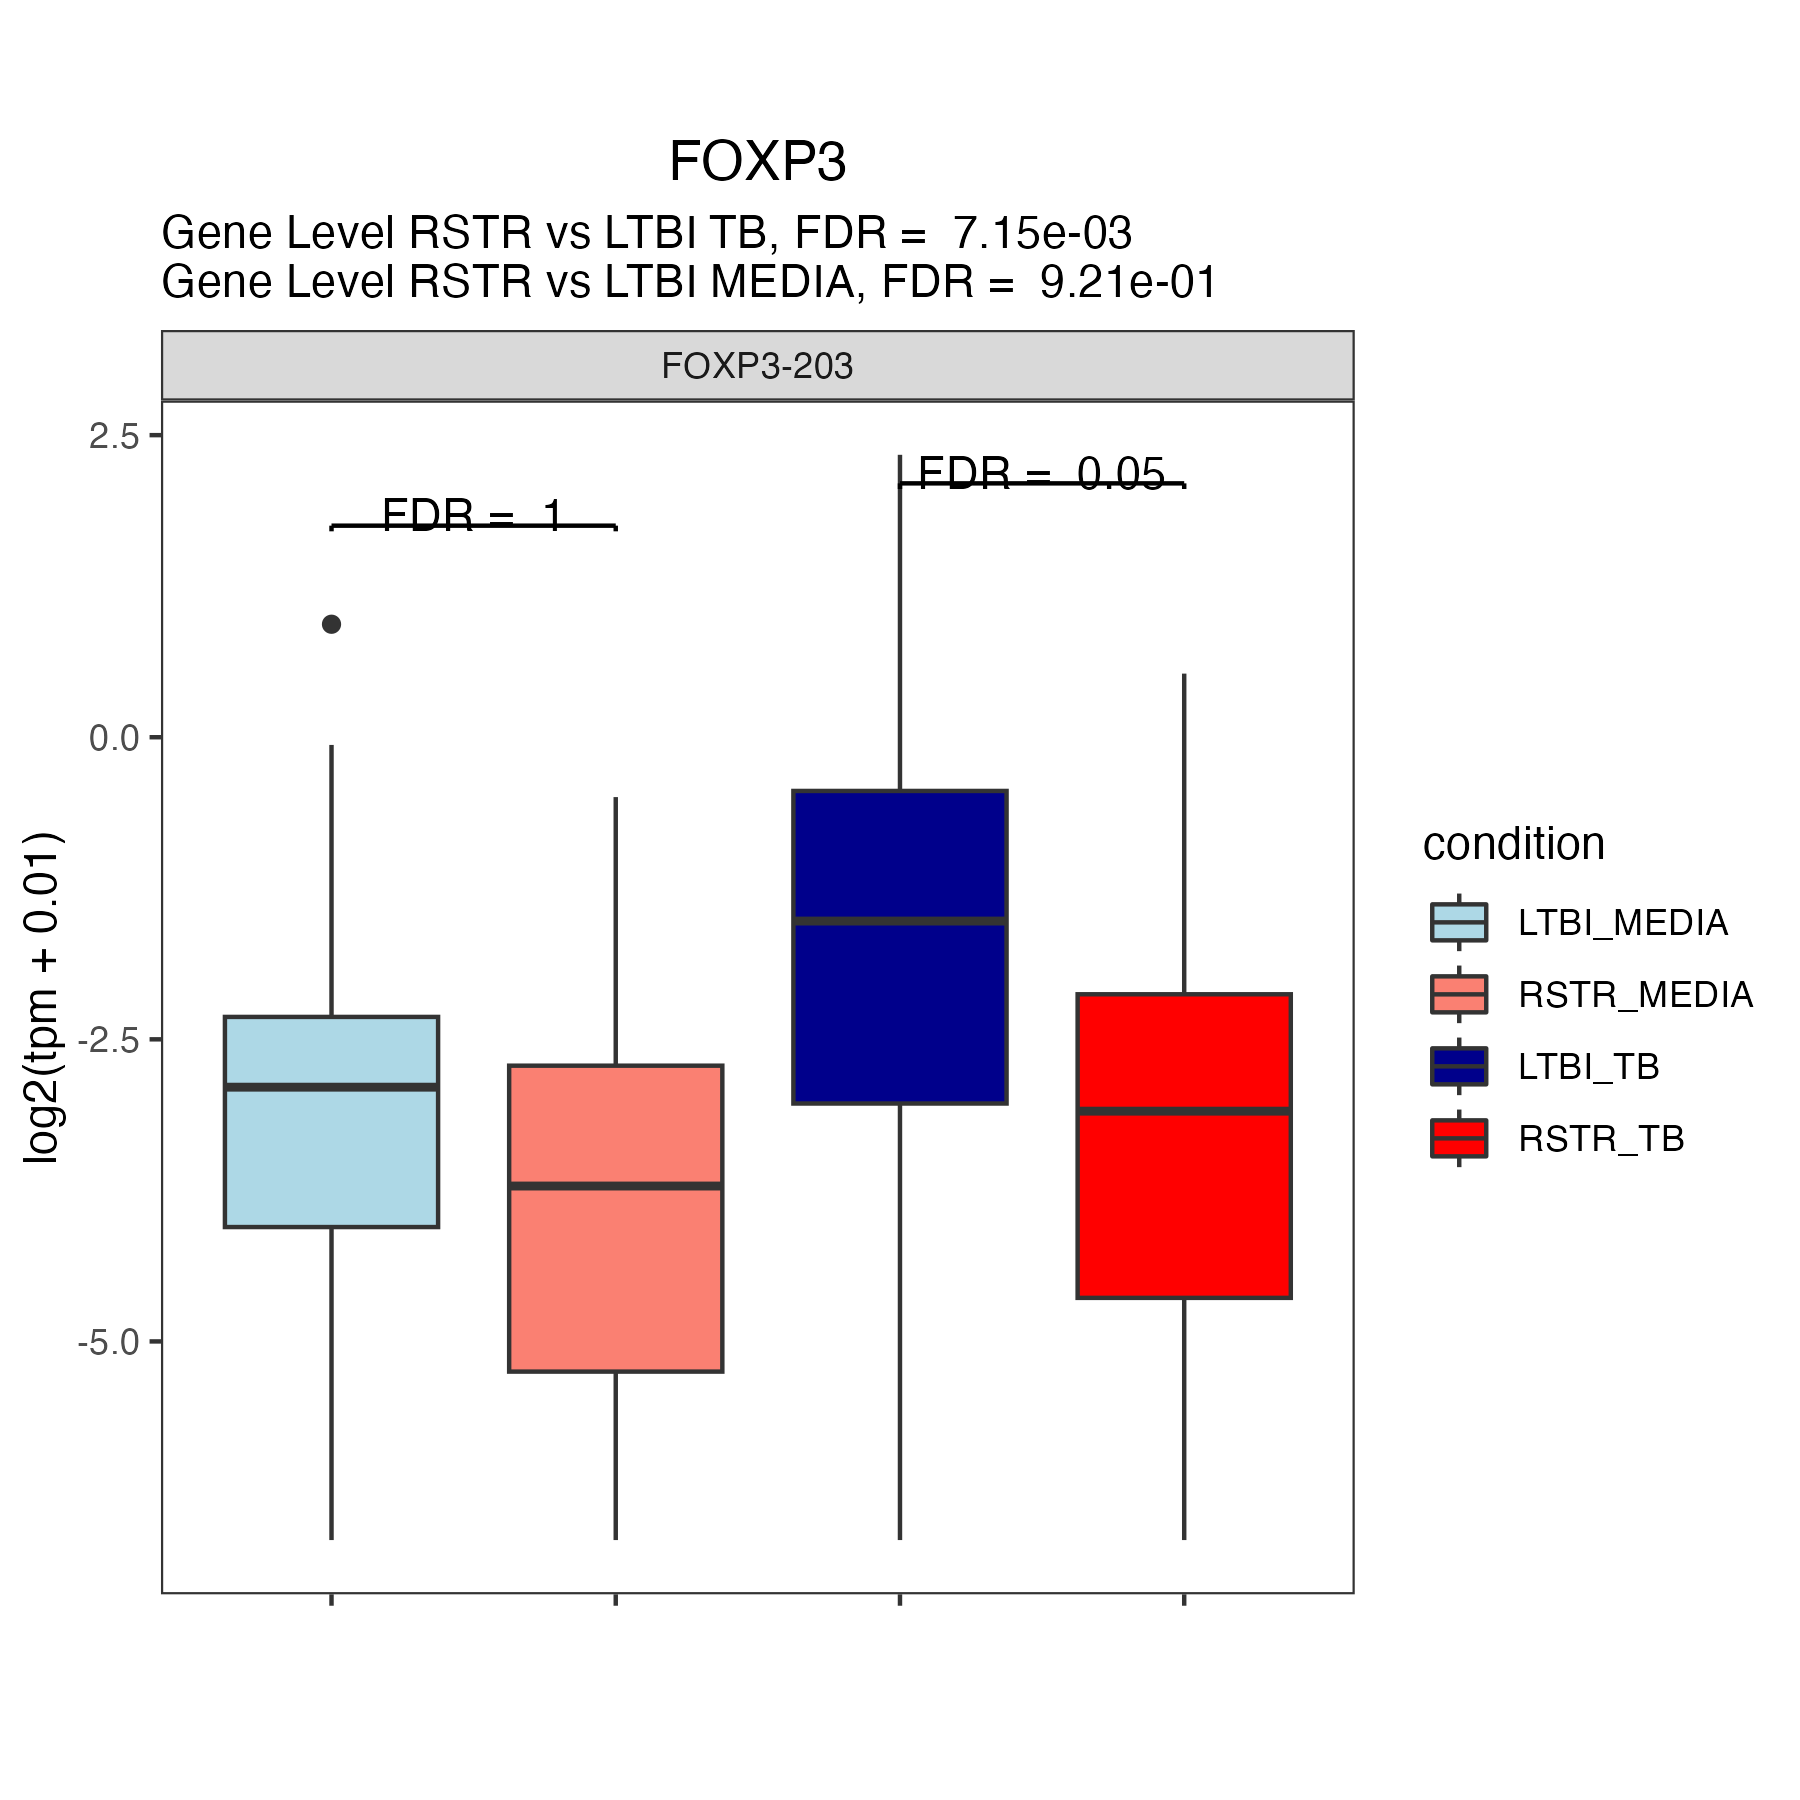 FOXP3
Gene Level RSTR vs LTBI TB, FDR =  7.15e-03
Gene Level RSTR vs LTBI MEDIA, FDR =  9.21e-01
FOXP3-203
2.5
0.0
-2.5
-5.0
log2(tpm + 0.01)
FDR =  1
FDR =  0.05
condition
LTBI_MEDIA
RSTR_MEDIA
LTBI_TB
RSTR_TB